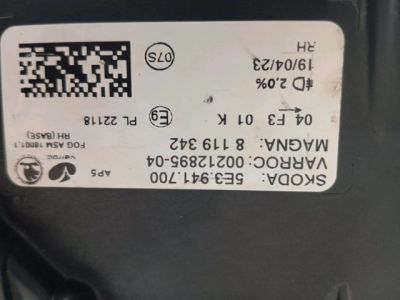 SKODA: 5E3.941.700
VARROC: 00212895-04
MAGNA: 8 119 342
04 F3 01 K
2,0%
19/04/23
RH
AP5
varroc
FOG ASM 18001.1
RH (BASE)
E9
PL 22118
07S